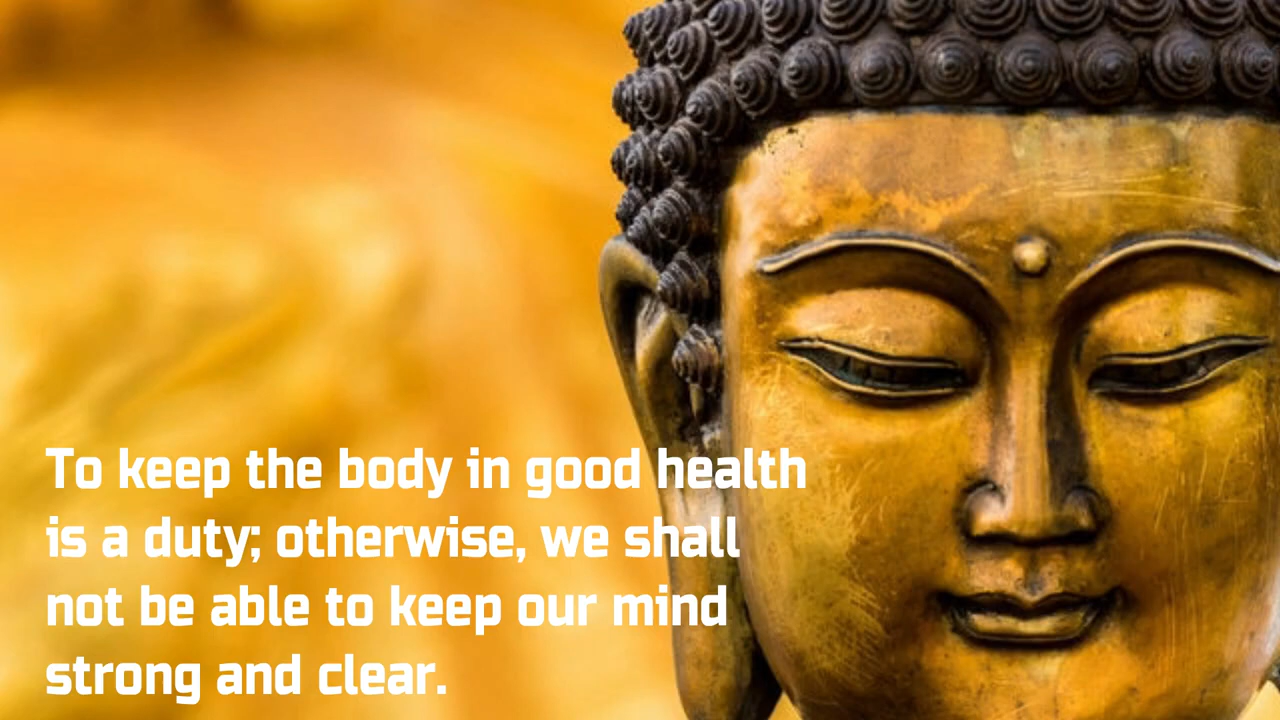 To keep the body in good health
is a duty; otherwise, we shall
not be able to keep our mind
strong and clear.